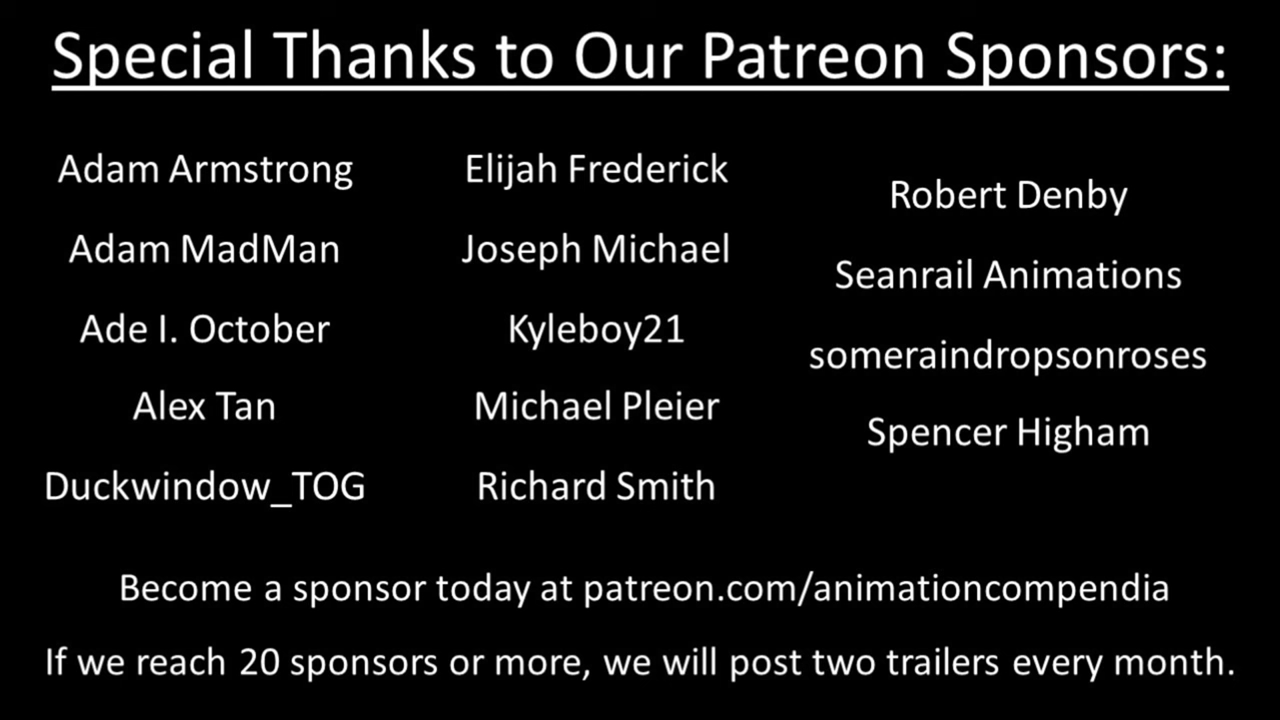 Special Thanks to Our Patreon Sponsors:
Adam Armstrong
Adam MadMan
Ade I. October
Alex Tan
Duckwindow_TOG
Elijah Frederick
Joseph Michael
Kyleboy21
Michael Pleier
Richard Smith
Robert Denby
Seanrail Animations
someraindropsonroses
Spencer Higham
Become a sponsor today at patreon.com/animationcompendia
If we reach 20 sponsors or more, we will post two trailers every month.